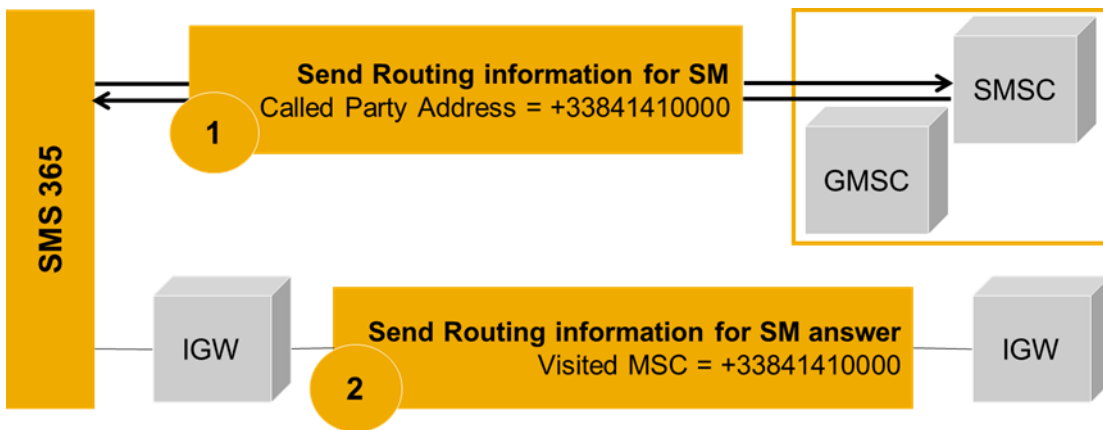 Send Routing information for SM
Called Party Address = +33841410000
1
SMSC
GMSC
SMS 365
IGW
Send Routing information for SM answer
Visited MSC = +33841410000
2
IGW